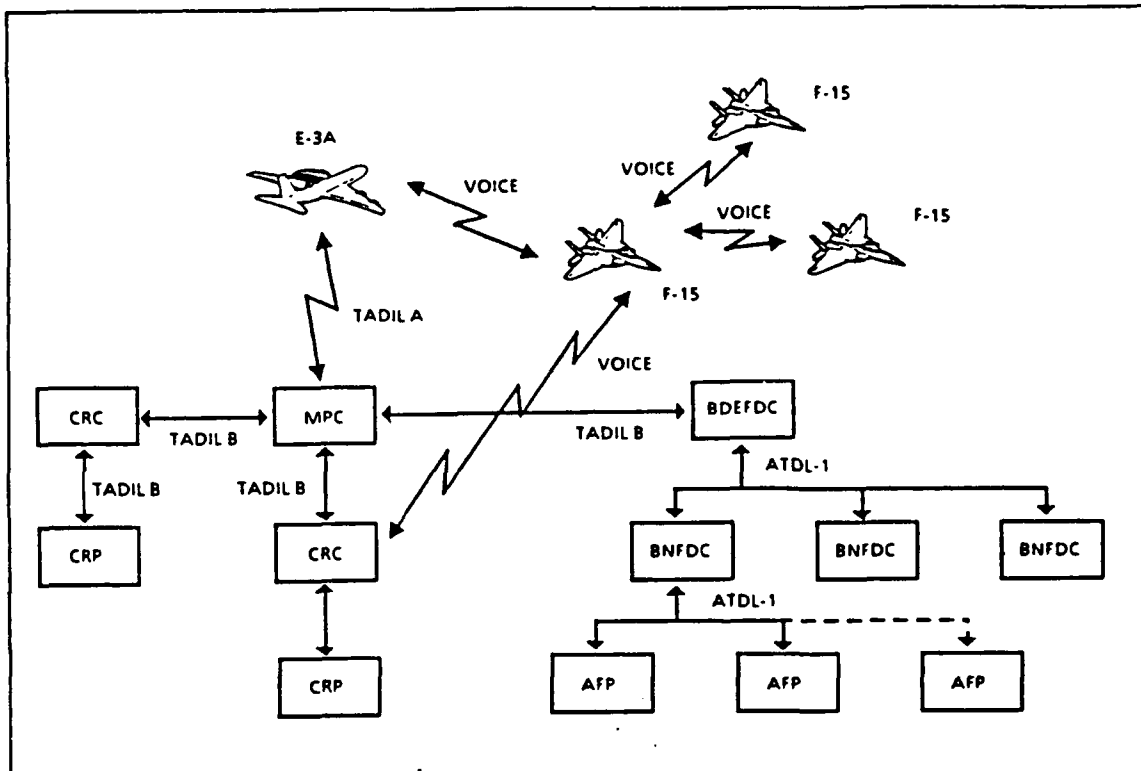 F-15
E-3A
VOICE
VOICE
F-15
VOICE
F-15
TADIL A
VOICE
CRC
MPC
BDEFDC
TADIL B
TADIL B
TADIL B
TADIL B
ATDL-1
CRP
CRC
BNFDC
BNFDC
BNFDC
ATDL-1
CRP
AFP
AFP
AFP